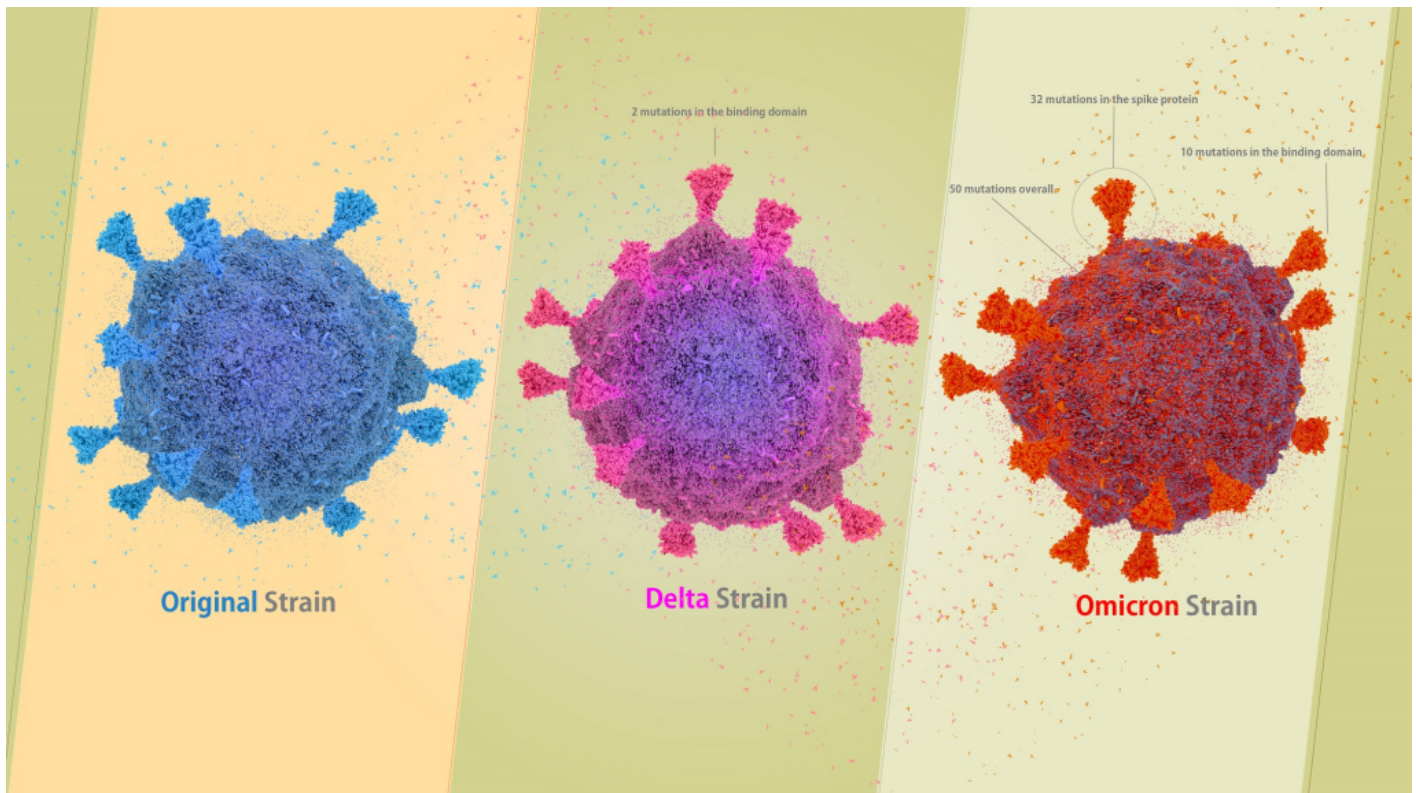 2 mutations in the binding domain
32 mutations in the spike protein
10 mutations in the binding domain.
50 mutations overall.
Original Strain
Delta Strain
Omicron Strain